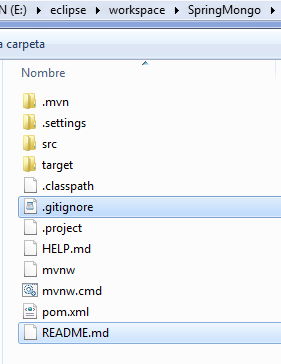 N (E:) ▸ eclipse ▸ workspace ▸ SpringMongo ▸
a carpeta
Nombre
.mvn
.settings
src
target
.classpath
.gitignore
.project
HELP.md
mvnw
mvnw.cmd
pom.xml
README.md